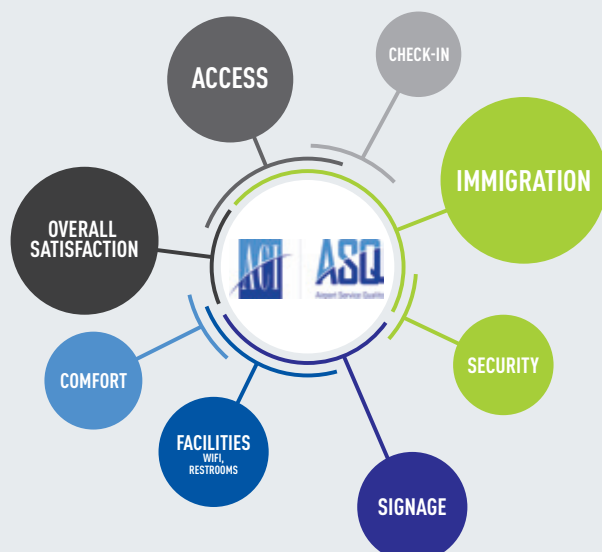 ACCESS
CHECK-IN
IMMIGRATION
OVERALL
SATISFACTION
ACI
ASQ
Airport Service Quality
COMFORT
SECURITY
FACILITIES
WIFI,
RESTROOMS
SIGNAGE